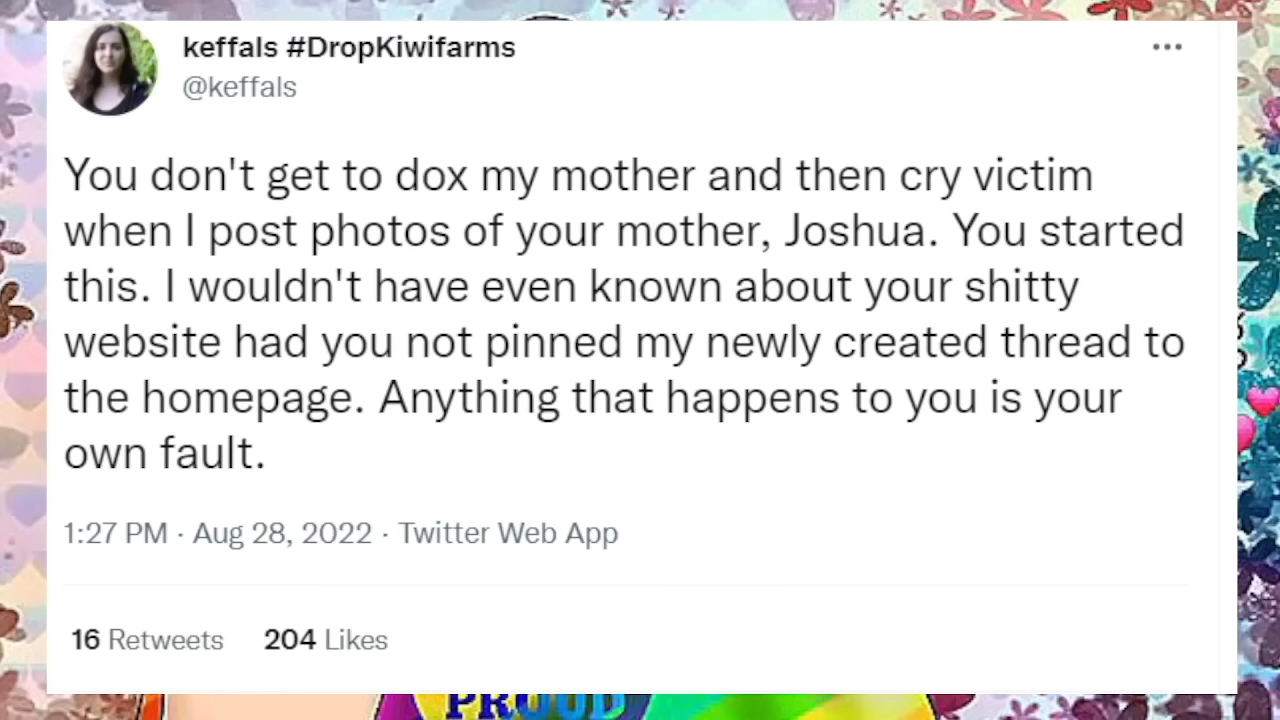 keffals #DropKiwifarms
@keffals
You don't get to dox my mother and then cry victim
when I post photos of your mother, Joshua. You started
this. I wouldn't have even known about your shitty
website had you not pinned my newly created thread to
the homepage. Anything that happens to you is your
own fault.
1:27 PM · Aug 28, 2022 · Twitter Web App
16 Retweets 204 Likes
PROUD